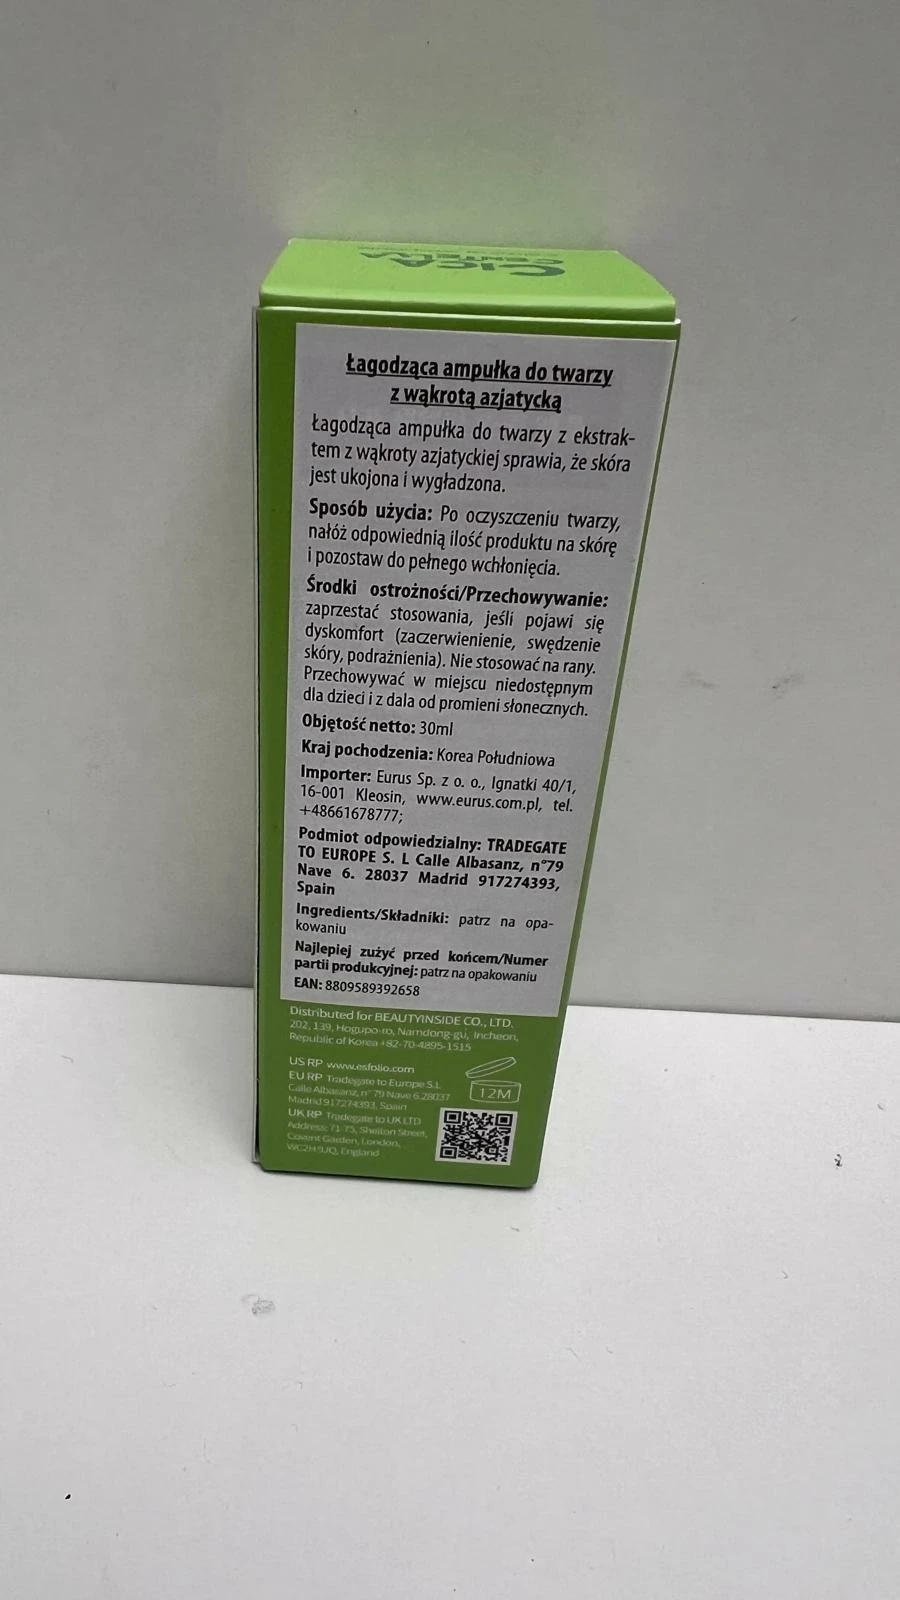 CICA
CENTELLA
Łagodząca ampułka do twarzy
z wąkrotą azjatycką
Łagodząca ampułka do twarzy z ekstrak-
tem z wąkroty azjatyckiej sprawia, że skóra
jest ukojona i wygładzona.
Sposób użycia: Po oczyszczeniu twarzy,
nałóż odpowiednią ilość produktu na skórę
i pozostaw do pełnego wchłonięcia.
Środki ostrożności/Przechowywanie:
zaprzestać stosowania, jeśli pojawi się
dyskomfort (zaczerwienienie, swędzenie
skóry, podrażnienia). Nie stosować na rany.
Przechowywać w miejscu niedostępnym
dla dzieci i z dala od promieni słonecznych.
Objętość netto: 30ml
Kraj pochodzenia: Korea Południowa
Importer: Eurus Sp. z o. o., Ignatki 40/1,
16-001 Kleosin, www.eurus.com.pl, tel.
+48661678777;
Podmiot odpowiedzialny: TRADEGATE
TO EUROPE S. L Calle Albasanz, n°79
Nave 6. 28037 Madrid 917274393,
Spain
Ingredients/Składniki: patrz na opa-
kowaniu
Najlepiej zużyć przed końcem/Numer
partii produkcyjnej: patrz na opakowaniu
EAN: 8809589392658
Distributed for BEAUTYINSIDE CO., LTD.
202, 139, Hogupo-ro, Namdong-gu, Incheon,
Republic of Korea +82-70-4895-1515
US RP www.esfolio.com
EU RP Tradegate to Europe S.L
Calle Albasanz, n° 79 Nave 6.28037
Madrid 917274393, Spain
UK RP Tradegate to UK LTD
Address: 71-75, Shelton Street,
Covent Garden, London,
WC2H 9JQ, England
12M